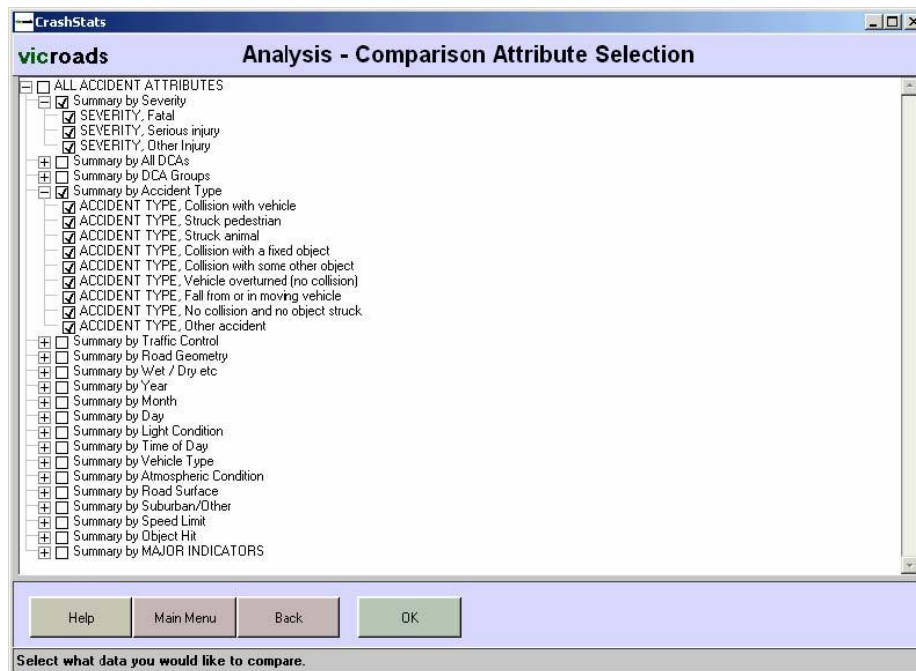 CrashStats
vicroads Analysis - Comparison Attribute Selection
ALL ACCIDENT ATTRIBUTES
Summary by Severity
SEVERITY, Fatal
SEVERITY, Serious injury
SEVERITY, Other Injury
Summary by All DCAs
Summary by DCA Groups
Summary by Accident Type
ACCIDENT TYPE, Collision with vehicle
ACCIDENT TYPE, Struck pedestrian
ACCIDENT TYPE, Struck animal
ACCIDENT TYPE, Collision with a fixed object
ACCIDENT TYPE, Collision with some other object
ACCIDENT TYPE, Vehicle overturned (no collision)
ACCIDENT TYPE, Fall from or in moving vehicle
ACCIDENT TYPE, No collision and no object struck
ACCIDENT TYPE, Other accident
Summary by Traffic Control
Summary by Road Geometry
Summary by Wet / Dry etc
Summary by Year
Summary by Month
Summary by Day
Summary by Light Condition
Summary by Time of Day
Summary by Vehicle Type
Summary by Atmospheric Condition
Summary by Road Surface
Summary by Suburban/Other
Summary by Speed Limit
Summary by Object Hit
Summary by MAJOR INDICATORS
Help Main Menu Back OK
Select what data you would like to compare.